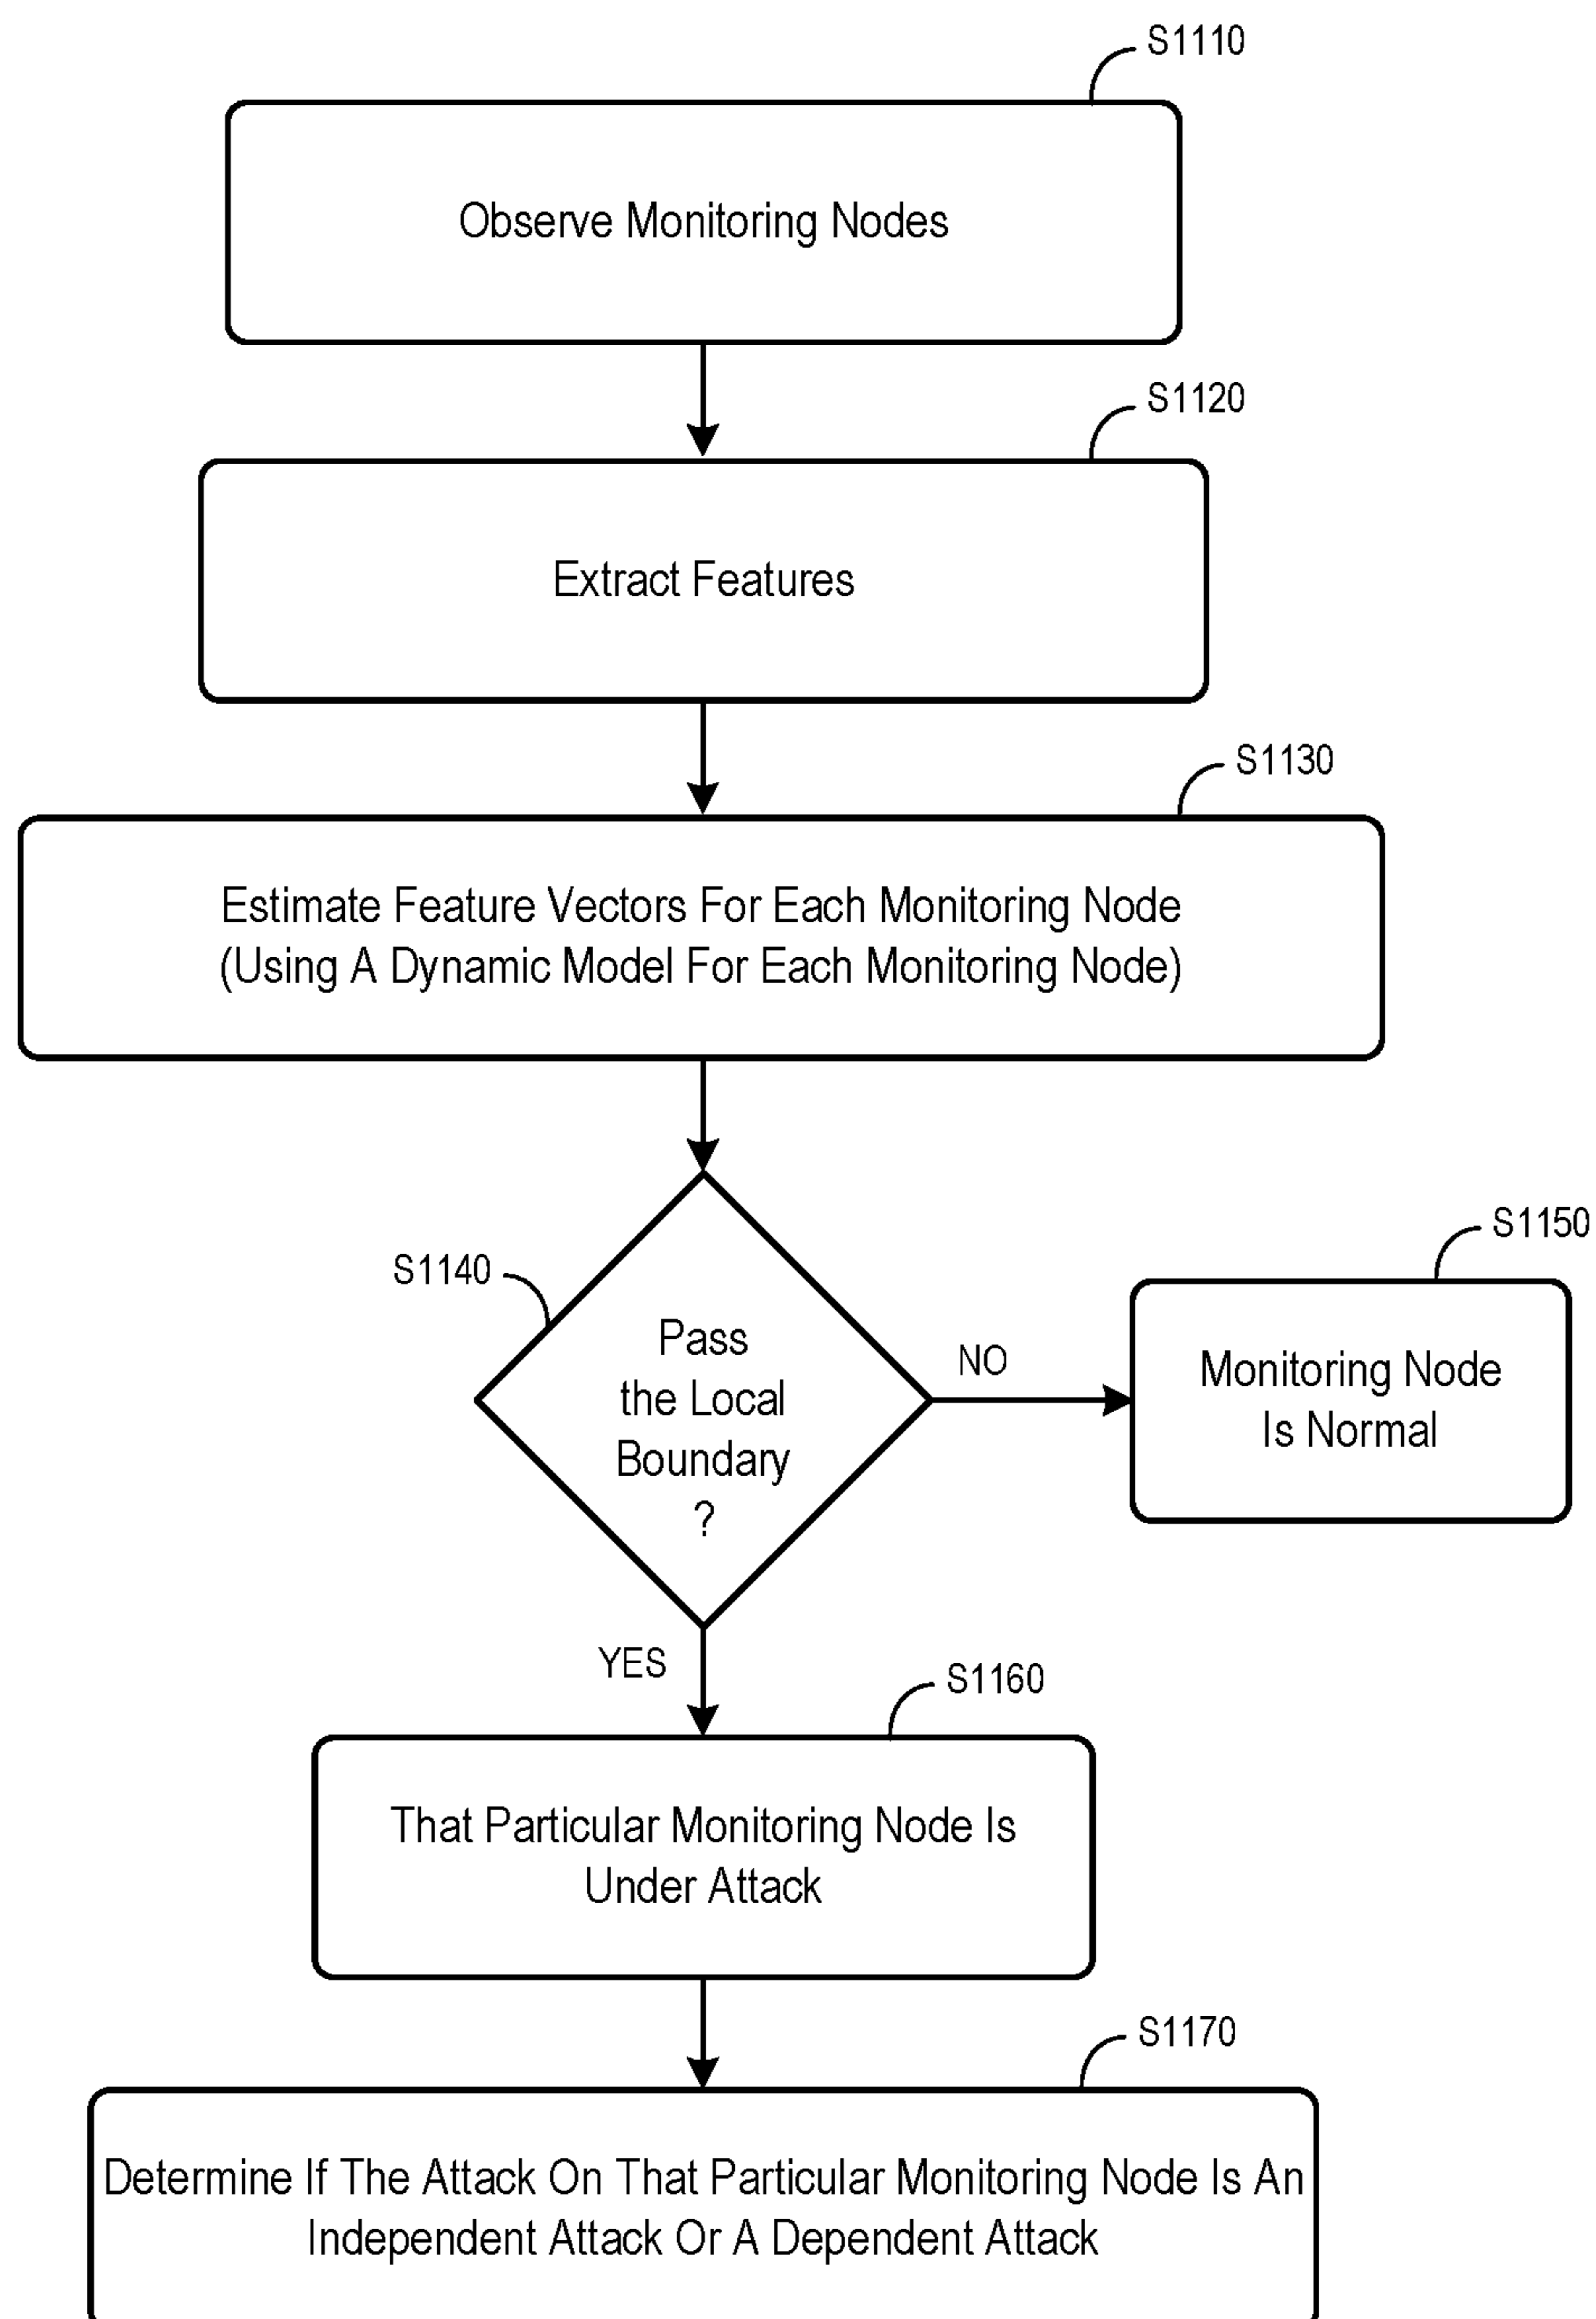 S1110
Observe Monitoring Nodes
S1120
Extract Features
S1130
Estimate Feature Vectors For Each Monitoring Node
(Using A Dynamic Model For Each Monitoring Node)
S1140
Pass
the Local
Boundary
?
NO
S1150
Monitoring Node
Is Normal
YES
S1160
That Particular Monitoring Node Is
Under Attack
S1170
Determine If The Attack On That Particular Monitoring Node Is An
Independent Attack Or A Dependent Attack